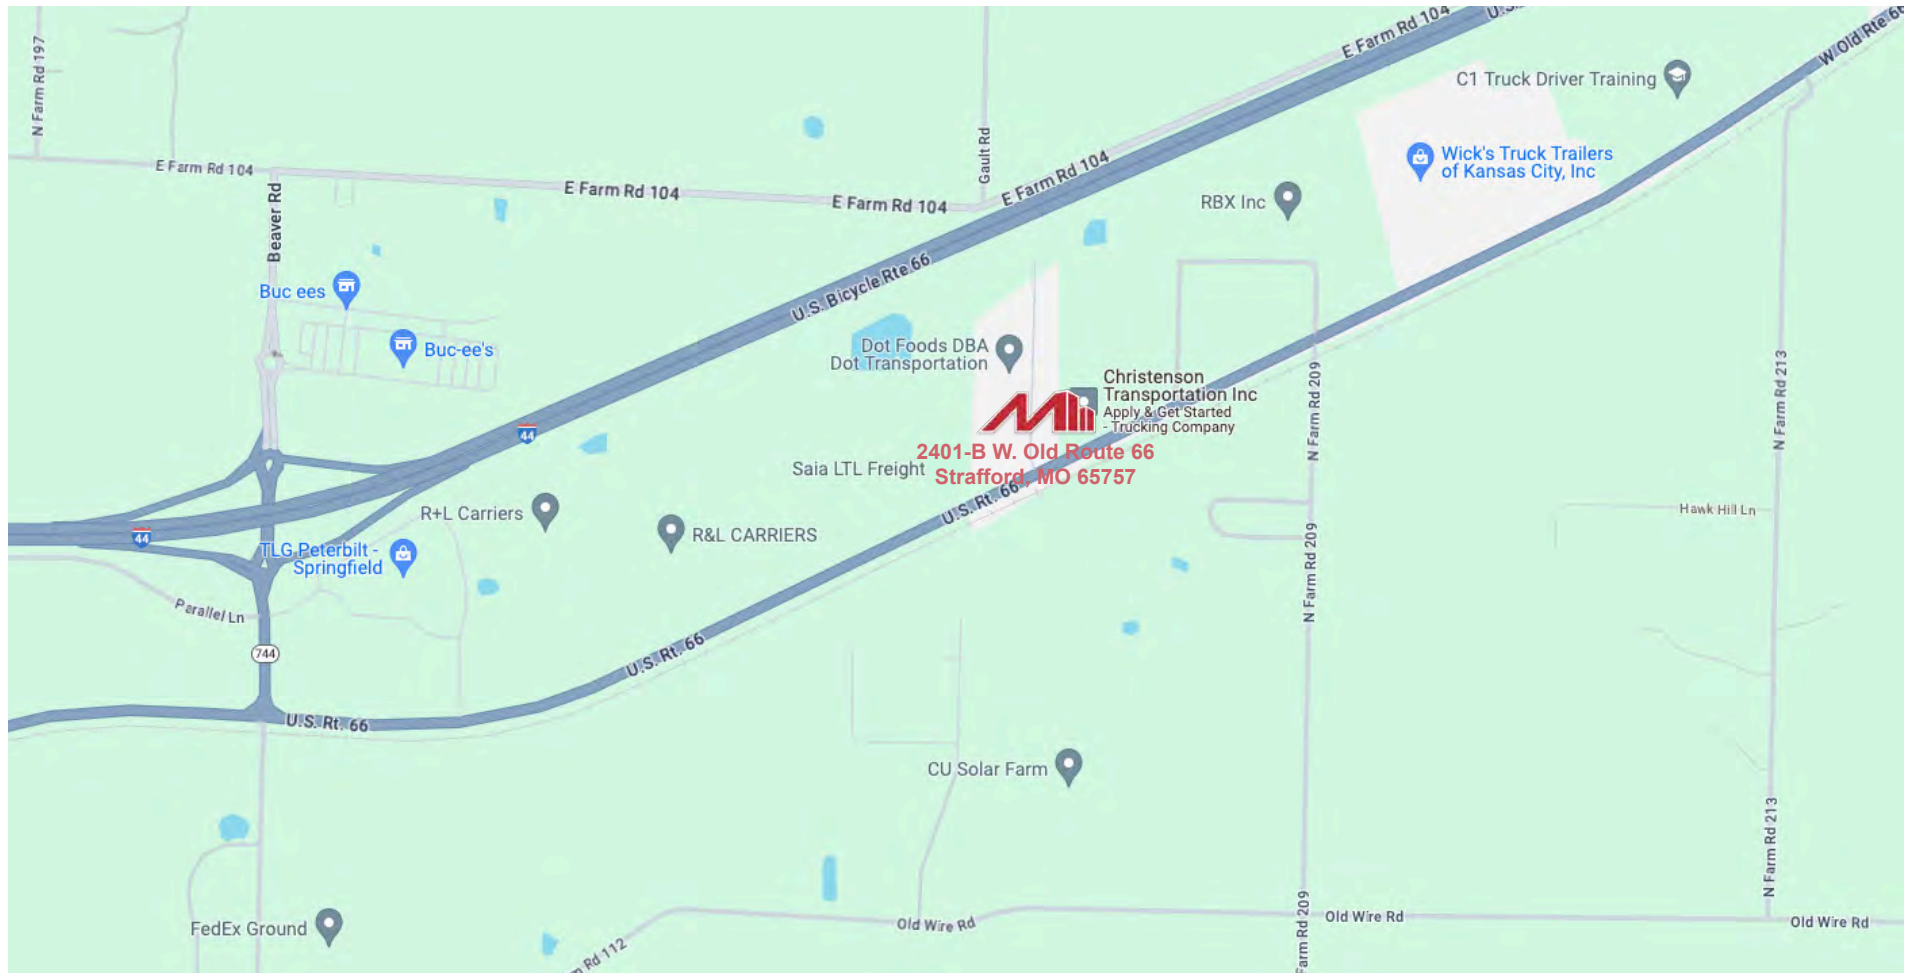 E Farm Rd 104
U.S.
W Old Rte 66
N Farm Rd 197
C1 Truck Driver Training
Gault Rd
Wick's Truck Trailers
of Kansas City, Inc
E Farm Rd 104
E Farm Rd 104
E Farm Rd 104
E Farm Rd 104
RBX Inc
Beaver Rd
U.S. Bicycle Rte 66
Buc ees
Buc-ee's
Dot Foods DBA
Dot Transportation
Christenson
Transportation Inc
Apply & Get Started
- Trucking Company
N Farm Rd 209
N Farm Rd 213
44
2401-B W. Old Route 66
Strafford, MO 65757
Saia LTL Freight
U.S. Rt. 66
R+L Carriers
R&L CARRIERS
Hawk Hill Ln
44
TLG Peterbilt -
Springfield
N Farm Rd 209
Parallel Ln
744
U.S. Rt. 66
U.S. Rt. 66
CU Solar Farm
N Farm Rd 213
FedEx Ground
Old Wire Rd
Farm Rd 209
Old Wire Rd
Old Wire Rd
Rd 112